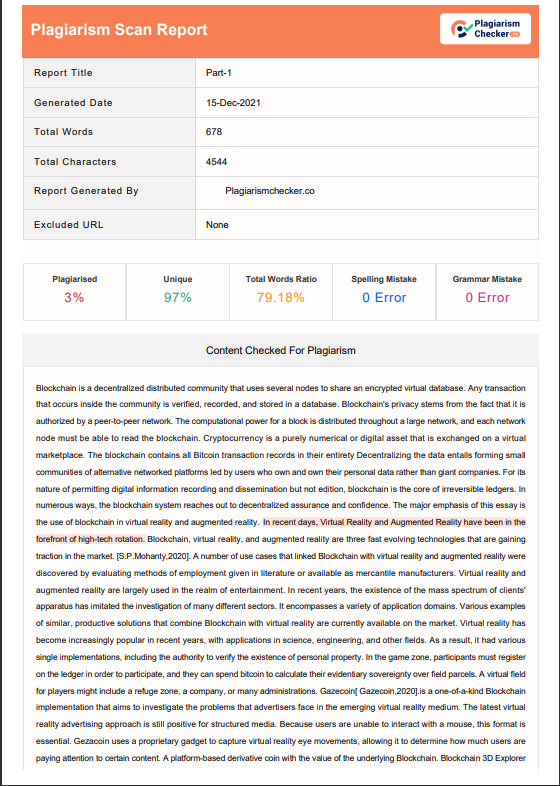 Plagiarism Scan Report
Plagiarism
Checker
Report Title Part-1
Generated Date 15-Dec-2021
Total Words 678
Total Characters 4544
Report Generated By Plagiarismchecker.co
Excluded URL None
Plagiarised Unique Total Words Ratio Spelling Mistake Grammar Mistake
3% 97% 79.18% 0 Error 0 Error
Content Checked For Plagiarism
Blockchain is a decentralized distributed community that uses several nodes to share an encrypted virtual database. Any transaction
that occurs inside the community is verified, recorded, and stored in a database. Blockchain's privacy stems from the fact that it is
authorized by a peer-to-peer network. The computational power for a block is distributed throughout a large network, and each network
node must be able to read the blockchain. Cryptocurrency is a purely numerical or digital asset that is exchanged on a virtual
marketplace. The blockchain contains all Bitcoin transaction records in their entirety Decentralizing the data entails forming small
communities of alternative networked platforms led by users who own and own their personal data rather than giant companies. For its
nature of permitting digital information recording and dissemination but not edition, blockchain is the core of irreversible ledgers. In
numerous ways, the blockchain system reaches out to decentralized assurance and confidence. The major emphasis of this essay is
the use of blockchain in virtual reality and augmented reality. In recent days, Virtual Reality and Augmented Reality have been in the
forefront of high-tech rotation. Blockchain, virtual reality, and augmented reality are three fast evolving technologies that are gaining
traction in the market. [S.P.Mohanty,2020]. A number of use cases that linked Blockchain with virtual reality and augmented reality were
discovered by evaluating methods of employment given in literature or available as mercantile manufacturers. Virtual reality and
augmented reality are largely used in the realm of entertainment. In recent years, the existence of the mass spectrum of clients'
apparatus has imitated the investigation of many different sectors. It encompasses a variety of application domains. Various examples
of similar, productive solutions that combine Blockchain with virtual reality are currently available on the market. Virtual reality has
become increasingly popular in recent years, with applications in science, engineering, and other fields. As a result, it had various
single implementations, including the authority to verify the existence of personal property. In the game zone, participants must register
on the ledger in order to participate, and they can spend bitcoin to calculate their evidentiary sovereignty over field parcels. A virtual field
for players might include a refuge zone, a company, or many administrations. Gazecoin[ Gazecoin,2020].is a one-of-a-kind Blockchain
implementation that aims to investigate the problems that advertisers face in the emerging virtual reality medium. The latest virtual
reality advertising approach is still positive for structured media. Because users are unable to interact with a mouse, this format is
essential. Gezacoin uses a proprietary gadget to capture virtual reality eye movements, allowing it to determine how much users are
paying attention to certain content. A platform-based derivative coin with the value of the underlying Blockchain. Blockchain 3D Explorer